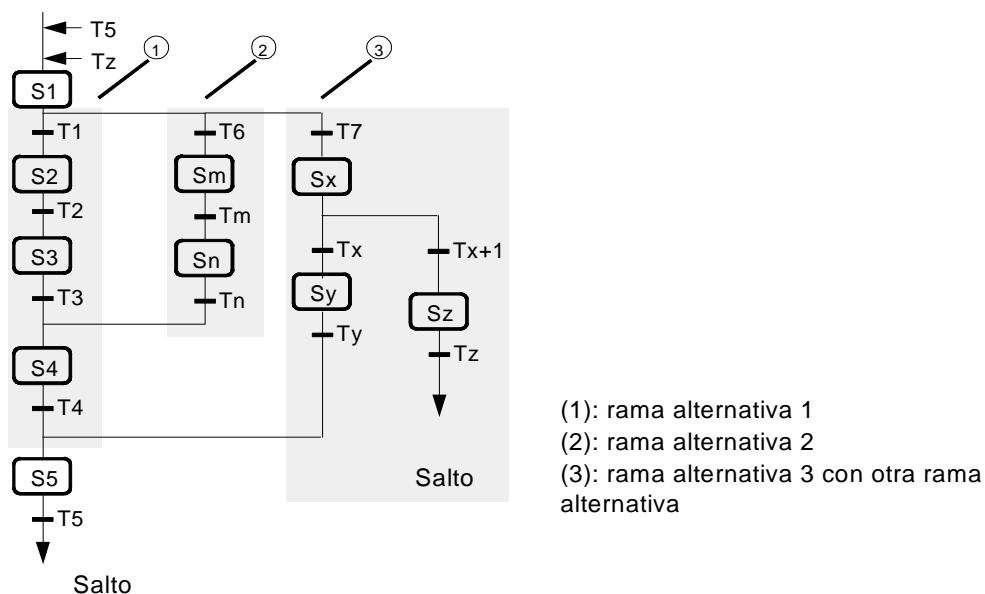 T5
Tz
1
2
3
S1
T1
T6
T7
S2
Sm
Sx
T2
Tm
S3
Sn
Tx
Tx+1
T3
Tn
Sy
Sz
Ty
Tz
S4
T4
S5
Salto
T5
Salto
(1): rama alternativa 1
(2): rama alternativa 2
(3): rama alternativa 3 con otra rama
alternativa